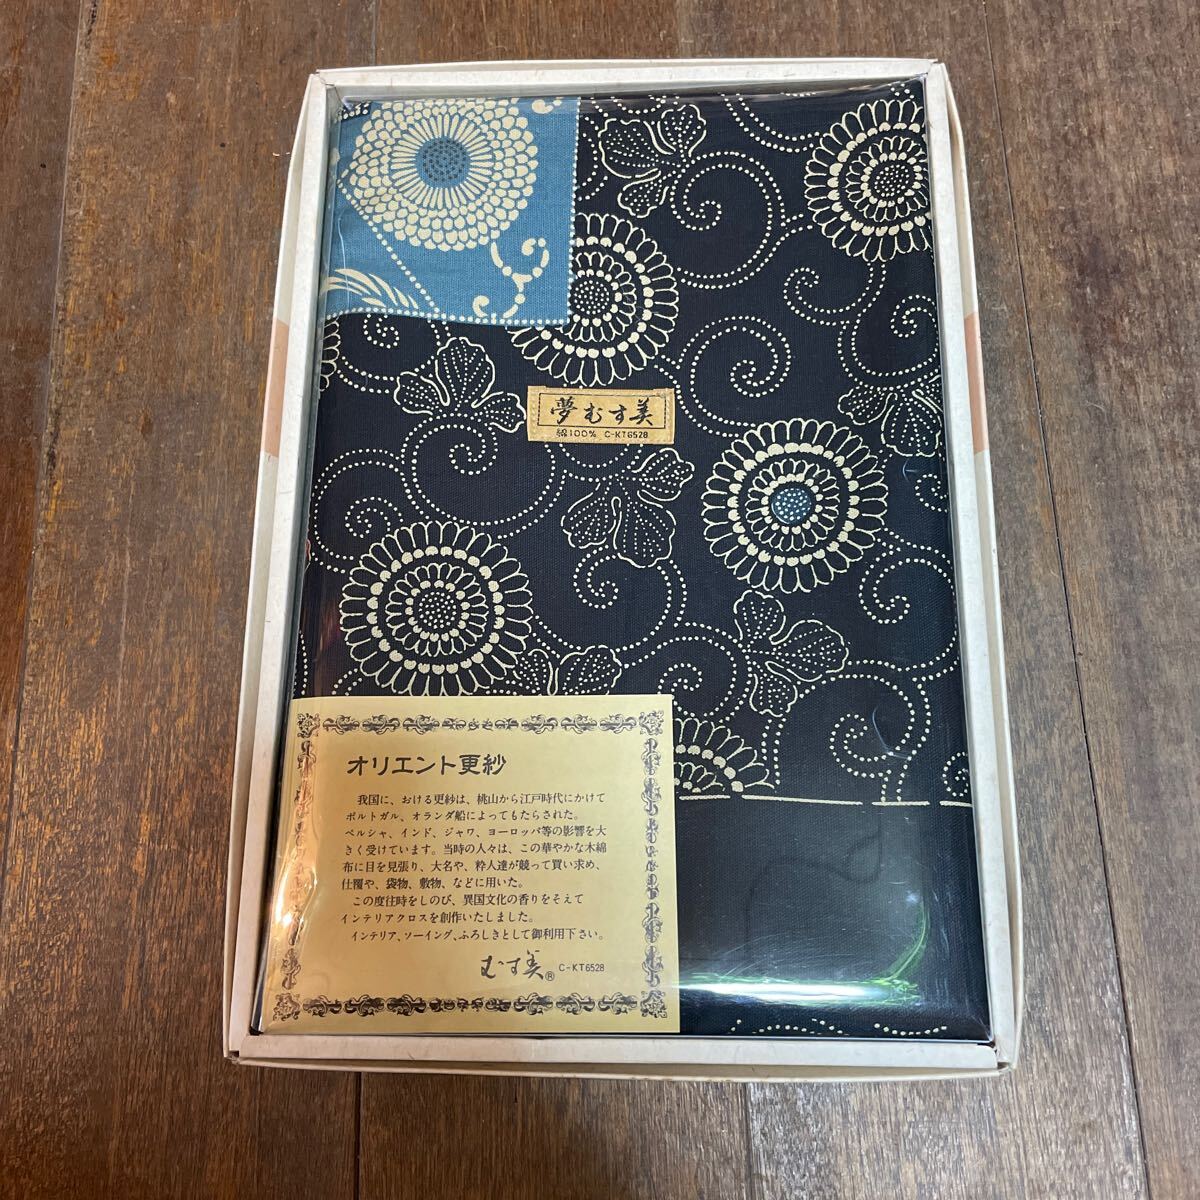 夢むす美
綿100% C-KT6528
オリエント更紗
我国に、おける更紗は、桃山から江戸時代にかけて
ポルトガル、オランダ船によってもたらされた。
ペルシャ、インド、ジャワ、ヨーロッパ等の影響を大
きく受けています。当時の人々は、この華やかな木綿
布に目を見張り、大名や、粋人達が競って買い求め、
仕覆や、袋物、敷物、などに用いた。
この度往時をしのび、異国文化の香りをそえて
インテリアクロスを創作いたしました。
インテリア、ソーイング、ふろしきとして御利用下さい。
むす美® C-KT6528